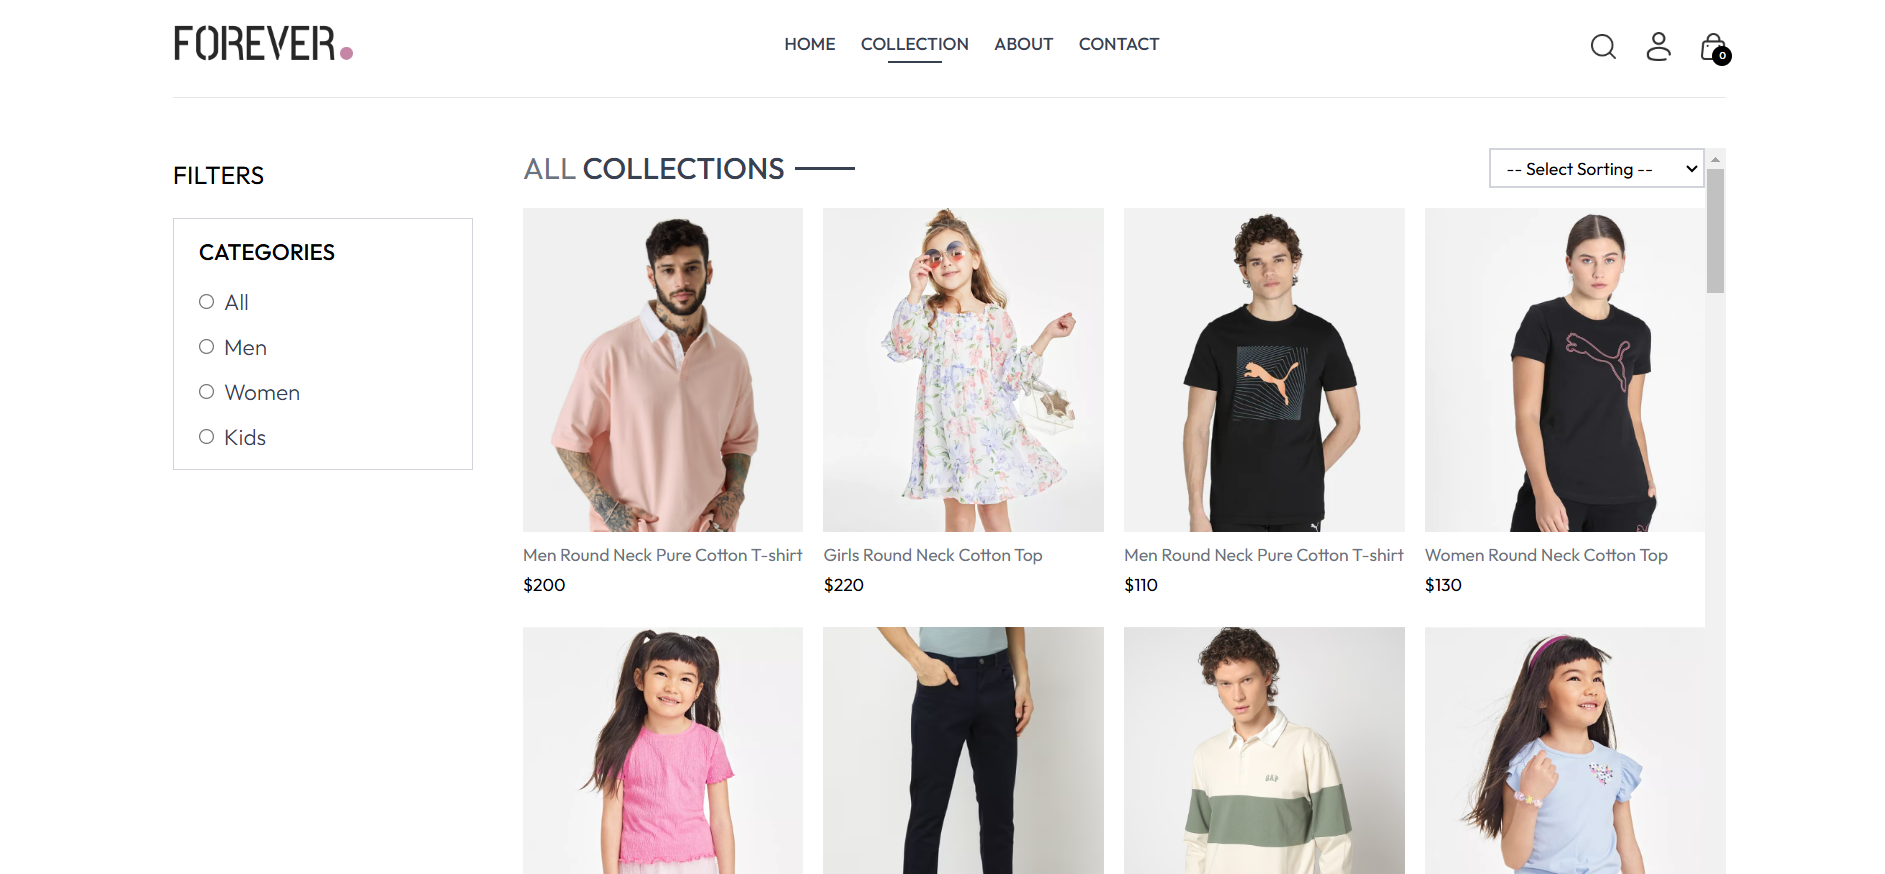 FOREVER.
HOME COLLECTION ABOUT CONTACT
0
FILTERS
CATEGORIES
All
Men
Women
Kids
ALL COLLECTIONS
-- Select Sorting --
Men Round Neck Pure Cotton T-shirt
$200
Girls Round Neck Cotton Top
$220
Men Round Neck Pure Cotton T-shirt
$110
Women Round Neck Cotton Top
$130
GAP